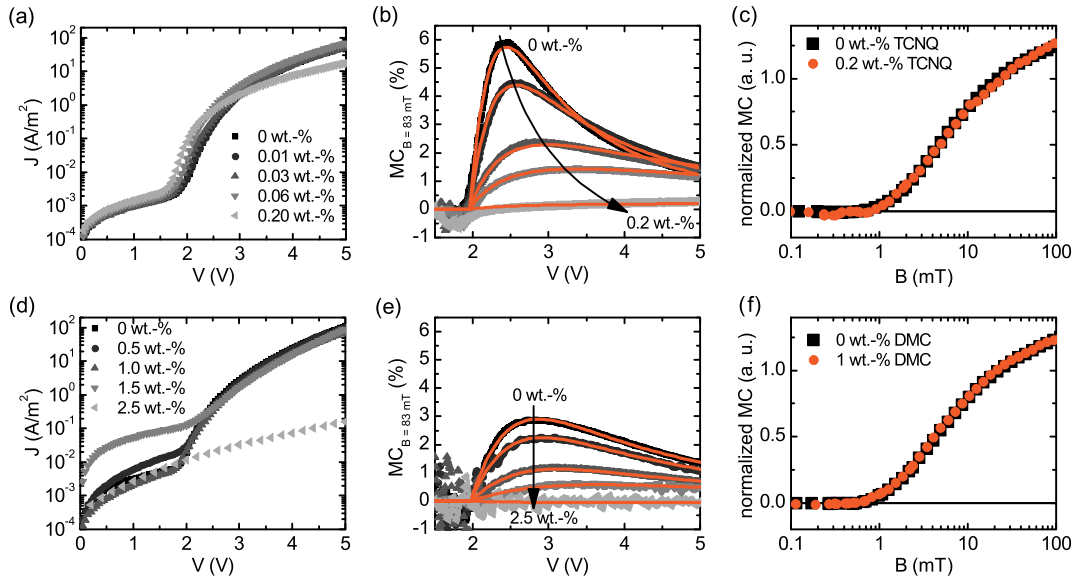 (a)
J (A/m²)
10²
10¹
10⁰
10⁻¹
10⁻²
10⁻³
10⁻⁴
0 wt.-%
0.01 wt.-%
0.03 wt.-%
0.06 wt.-%
0.20 wt.-%
0 1 2 3 4 5
V (V)
(b)
MC B = 83 mT (%)
6
5
4
3
2
1
0
-1
0 wt.-%
0.2 wt.-%
2 3 4 5
V (V)
(c)
normalized MC (a. u.)
1.0
0.5
0.0
0 wt.-% TCNQ
0.2 wt.-% TCNQ
0.1 1 10 100
B (mT)
(d)
J (A/m²)
10²
10¹
10⁰
10⁻¹
10⁻²
10⁻³
10⁻⁴
0 wt.-%
0.5 wt.-%
1.0 wt.-%
1.5 wt.-%
2.5 wt.-%
0 1 2 3 4 5
V (V)
(e)
MC B = 83 mT (%)
6
5
4
3
2
1
0
-1
0 wt.-%
2.5 wt.-%
2 3 4 5
V (V)
(f)
normalized MC (a. u.)
1.0
0.5
0.0
0 wt.-% DMC
1 wt.-% DMC
0.1 1 10 100
B (mT)